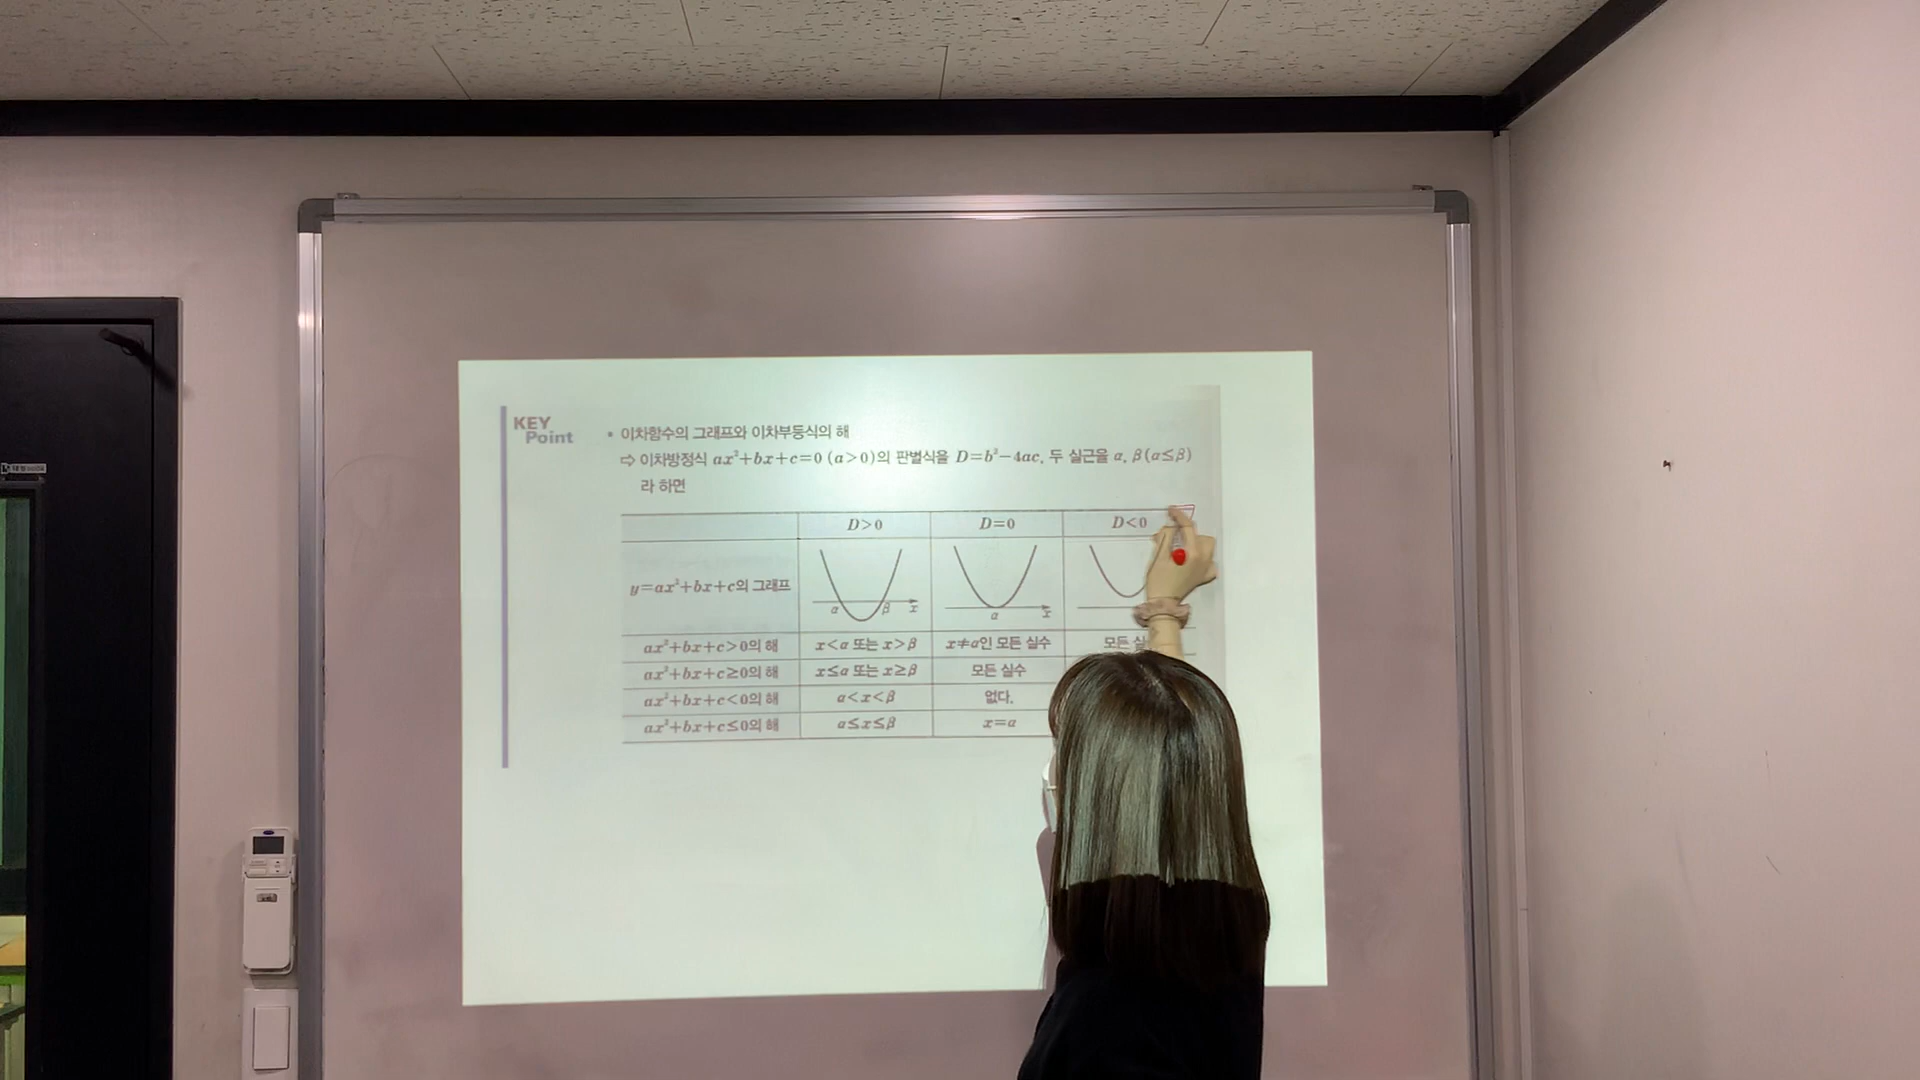 KEY
Point
• 이차함수의 그래프와 이차부등식의 해
⇨ 이차방정식 ax²+bx+c=0 (a>0)의 판별식을 D=b²-4ac, 두 실근을 α, β(α≤β)
라 하면
D>0 D=0 D<0
y=ax²+bx+c의 그래프
α β x
α x
ax²+bx+c>0의 해 x<α 또는 x>β x≠α인 모든 실수 모든
ax²+bx+c≥0의 해 x≤α 또는 x≥β 모든 실수
ax²+bx+c<0의 해 α<x<β 없다.
ax²+bx+c≤0의 해 α≤x≤β x=α